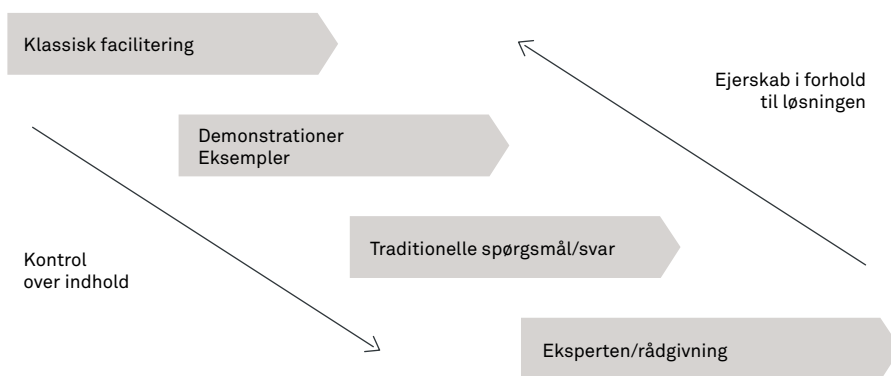 Klassisk facilitering
Ejerskab i forhold
til løsningen
Demonstrationer
Eksempler
Traditionelle spørgsmål/svar
Kontrol
over indhold
Eksperten/rådgivning